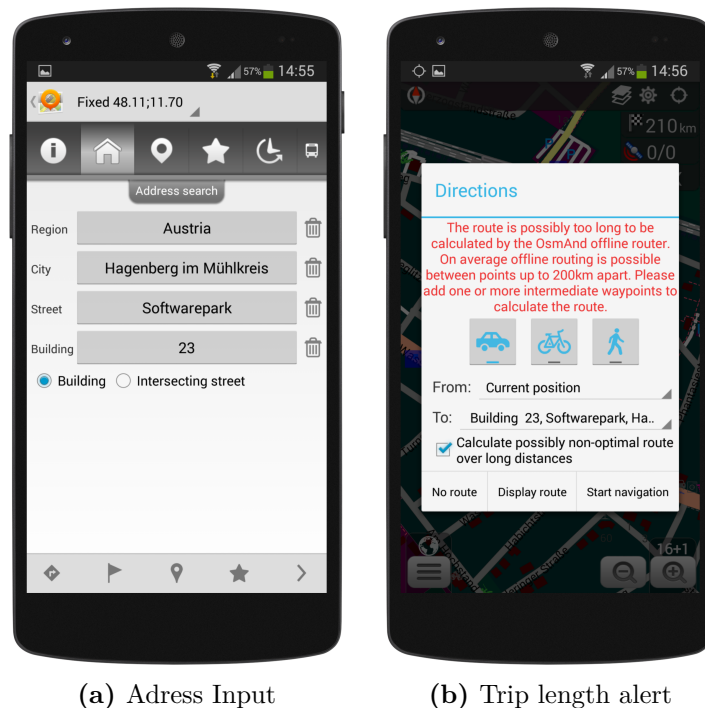 57% 14:55
Fixed 48.11;11.70
Address search
Region Austria
City Hagenberg im Mühlkreis
Street Softwarepark
Building 23
Building Intersecting street
(a) Adress Input
57% 14:56
210 km
0/0
Directions
The route is possibly too long to be
calculated by the OsmAnd offline router.
On average offline routing is possible
between points up to 200km apart. Please
add one or more intermediate waypoints to
calculate the route.
From: Current position
To: Building 23, Softwarepark, Ha..
Calculate possibly non-optimal route
over long distances
No route Display route Start navigation
16+1
(b) Trip length alert